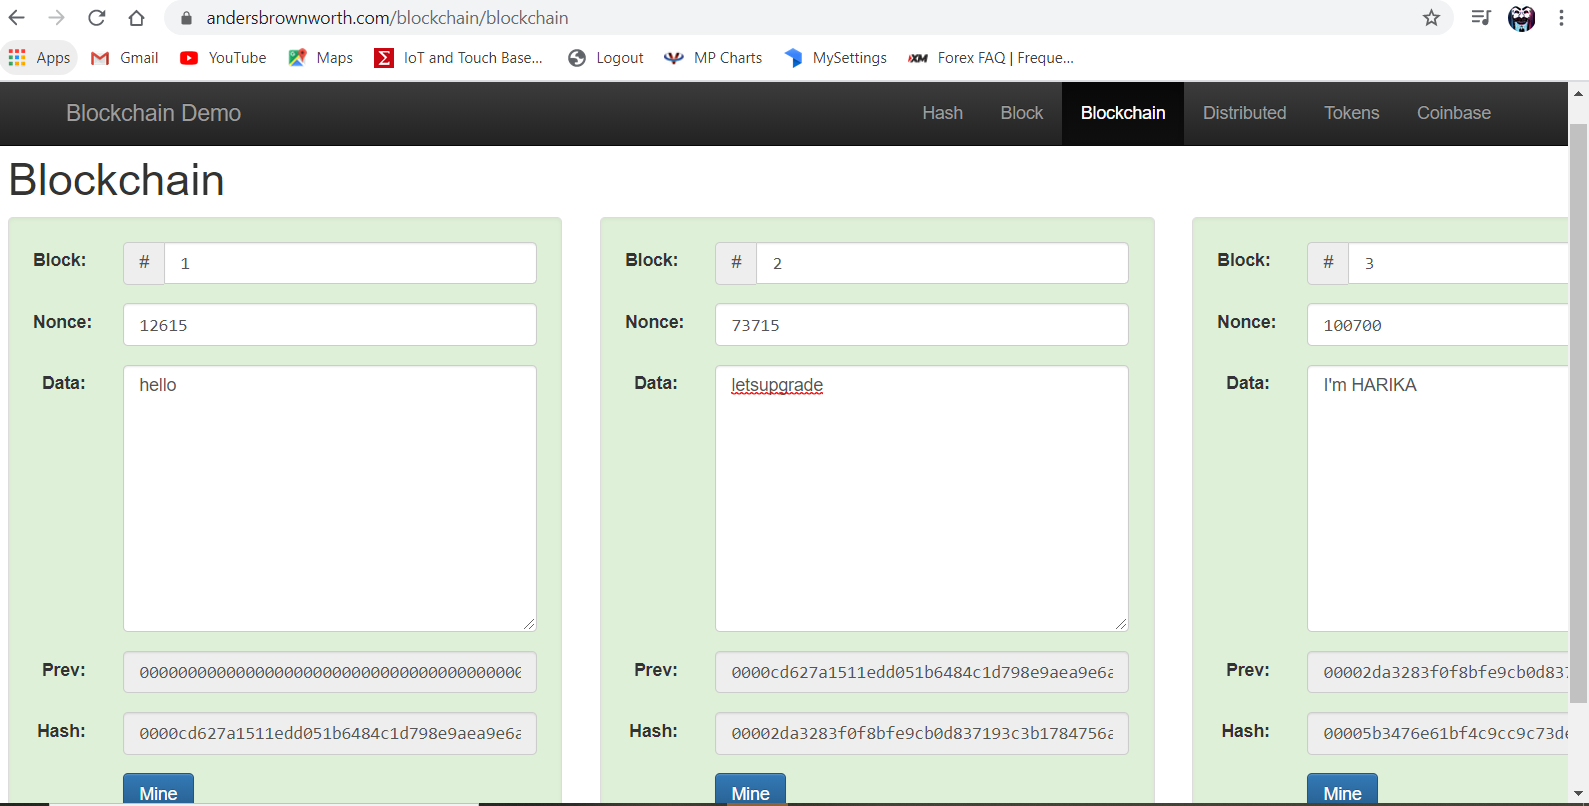 andersbrownworth.com/blockchain/blockchain
Apps Gmail YouTube Maps IoT and Touch Base... Logout MP Charts MySettings Forex FAQ | Freque...
Blockchain Demo Hash Block Blockchain Distributed Tokens Coinbase
Blockchain
Block: # 1
Nonce: 12615
Data: hello
Prev: 0000000000000000000000000000000000000000
Hash: 0000cd627a1511edd051b6484c1d798e9aea9e6a
Mine
Block: # 2
Nonce: 73715
Data: letsupgrade
Prev: 0000cd627a1511edd051b6484c1d798e9aea9e6a
Hash: 00002da3283f0f8bfe9cb0d837193c3b1784756a
Mine
Block: # 3
Nonce: 100700
Data: I'm HARIKA
Prev: 00002da3283f0f8bfe9cb0d837
Hash: 00005b3476e61bf4c9cc9c73de
Mine